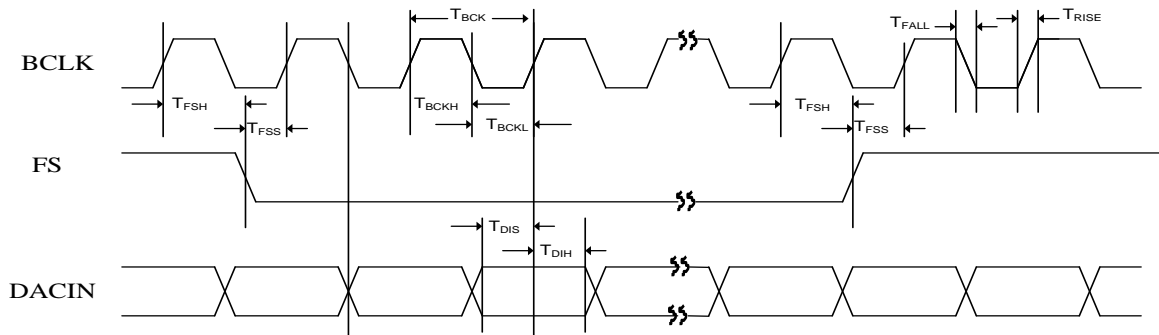 T_BCK
T_FALL
T_RISE
BCLK
T_FSH
T_BCKH
T_FSH
T_FSS
T_BCKL
T_FSS
FS
T_DIS
T_DIH
DACIN